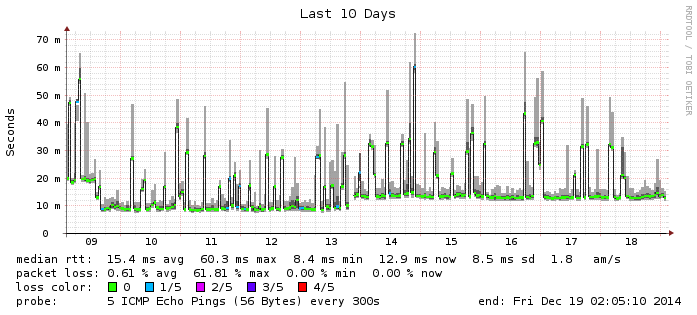 Last 10 Days
RRDTOOL / TOBI OETIKER
Seconds
70 m
60 m
50 m
40 m
30 m
20 m
10 m
0
09 10 11 12 13 14 15 16 17 18
median rtt: 15.4 ms avg 60.3 ms max 8.4 ms min 12.9 ms now 8.5 ms sd 1.8 am/s
packet loss: 0.61 % avg 61.81 % max 0.00 % min 0.00 % now
loss color: 0 1/5 2/5 3/5 4/5
probe: 5 ICMP Echo Pings (56 Bytes) every 300s end: Fri Dec 19 02:05:10 2014